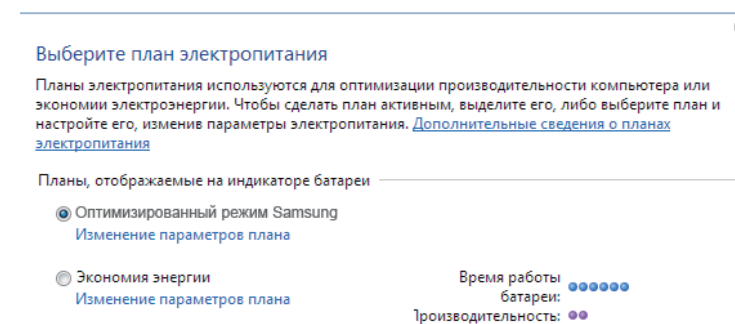 Выберите план электропитания
Планы электропитания используются для оптимизации производительности компьютера или
экономии электроэнергии. Чтобы сделать план активным, выделите его, либо выберите план и
настройте его, изменив параметры электропитания. Дополнительные сведения о планах
электропитания
Планы, отображаемые на индикаторе батареи
Оптимизированный режим Samsung
Изменение параметров плана
Экономия энергии
Изменение параметров плана
Время работы
батареи:
Производительность: